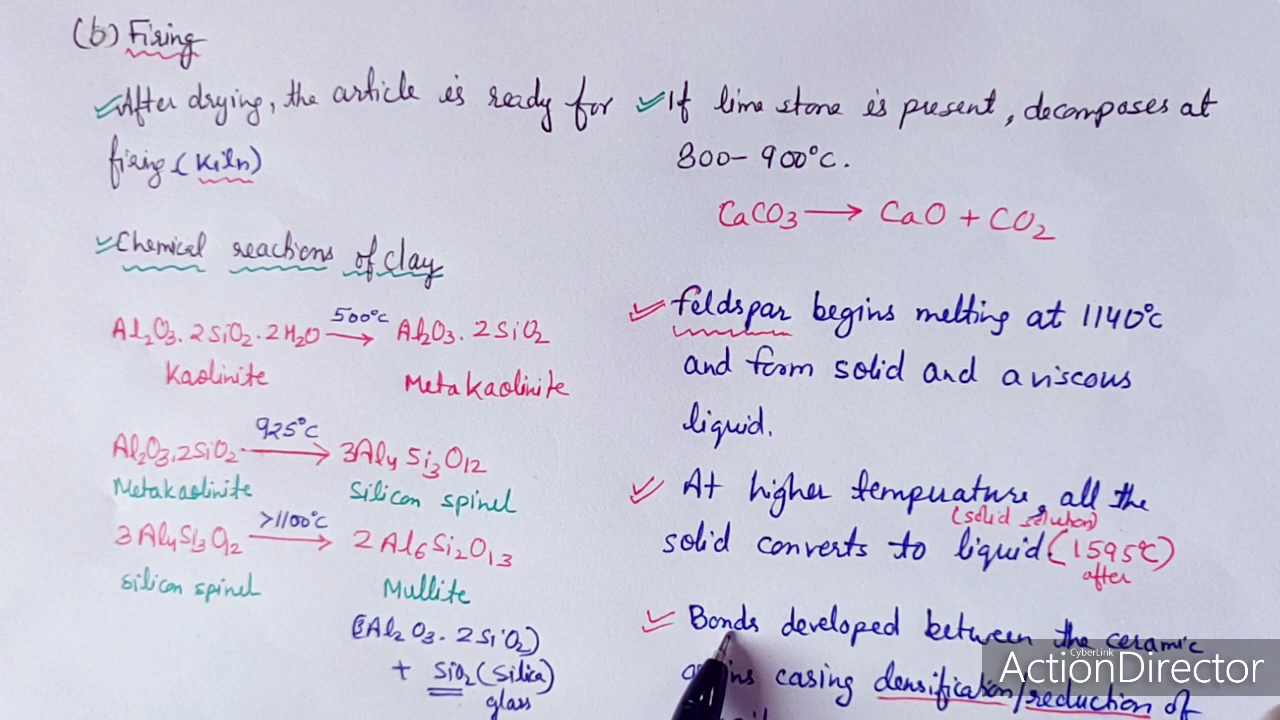 (b) Firing
✓After drying, the article is ready for
firing (Kiln)
✓Chemical reactions of clay
Al₂O₃.2SiO₂.2H₂O —500°C→ Al₂O₃.2SiO₂
Kaolinite Metakaolinite
Al₂O₃.2SiO₂ —925°C→ 3Al₄Si₃O₁₂
Metakaolinite Silicon spinel
3Al₄Si₃O₁₂ —>1100°C→ 2Al₆Si₂O₁₃
silicon spinel Mullite
(3Al₂O₃.2SiO₂)
+ SiO₂ (Silica)
glass
✓If lime stone is present, decomposes at
800-900°C.
CaCO₃ → CaO + CO₂
✓feldspar begins melting at 1140°C
and form solid and a viscous
liquid.
✓At higher temperature, all the
(solid solution)
solid converts to liquid (1595°C)
after
✓Bonds developed between the ceramic
casing densification/reduction of
CyberLink
ActionDirector